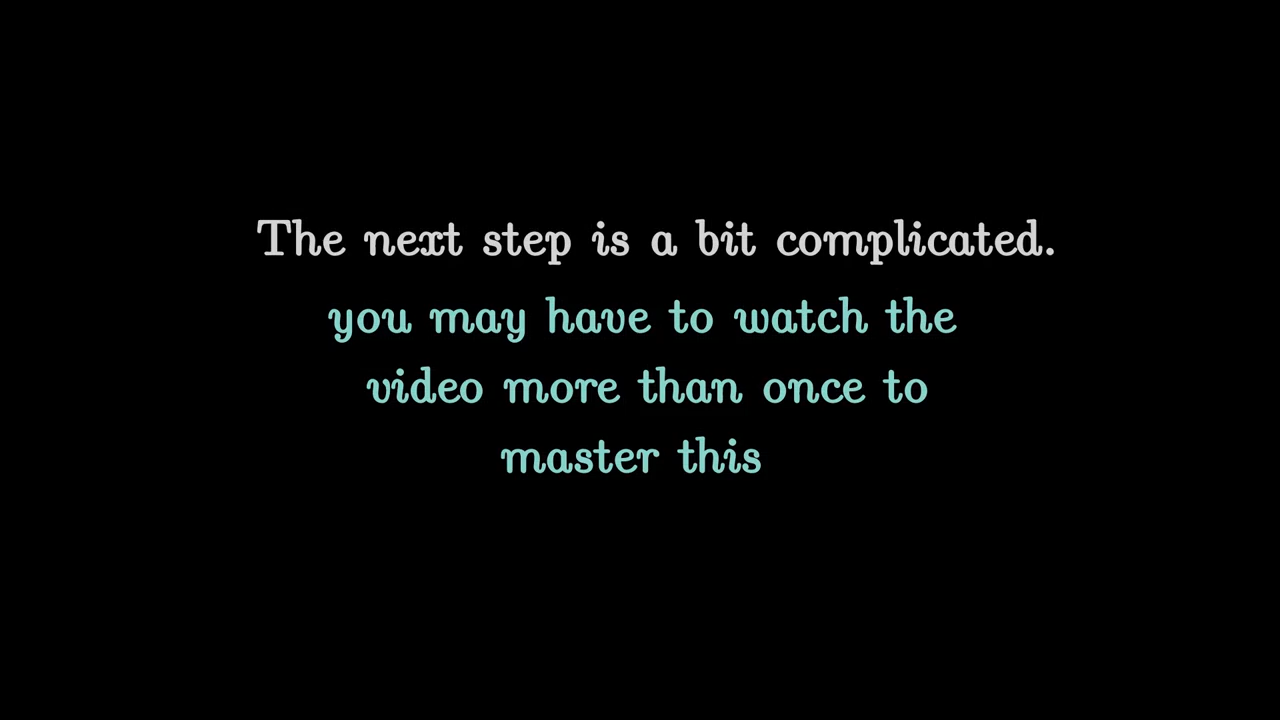 The next step is a bit complicated.
you may have to watch the
video more than once to
master this